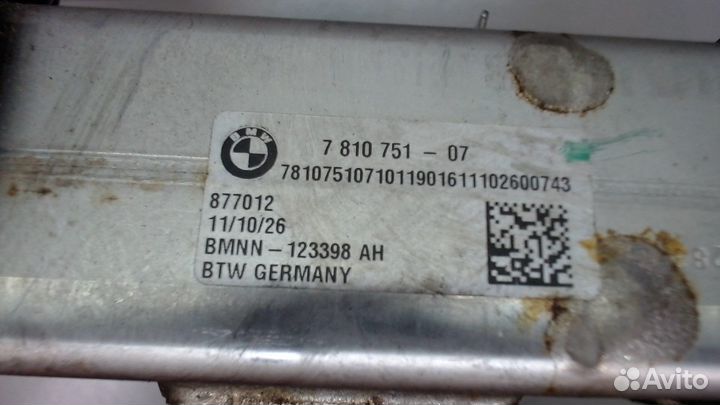 BMW
7 810 751 – 07
7810751071011901611102600743
877012
11/10/26
BMNN – 123398 AH
BTW GERMANY
Avito